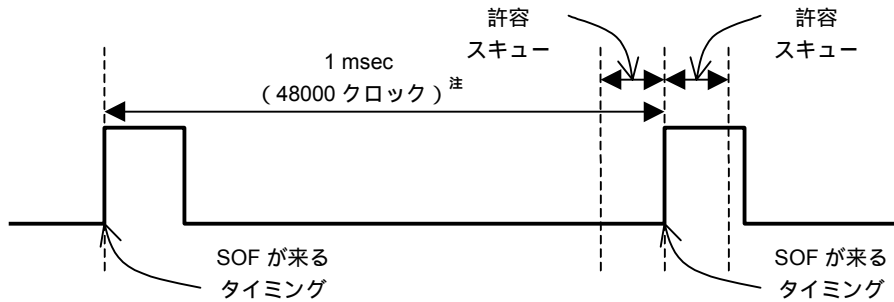 許容
スキュー
許容
スキュー
1 msec
（48000 クロック）注
SOF が来る
タイミング
SOF が来る
タイミング